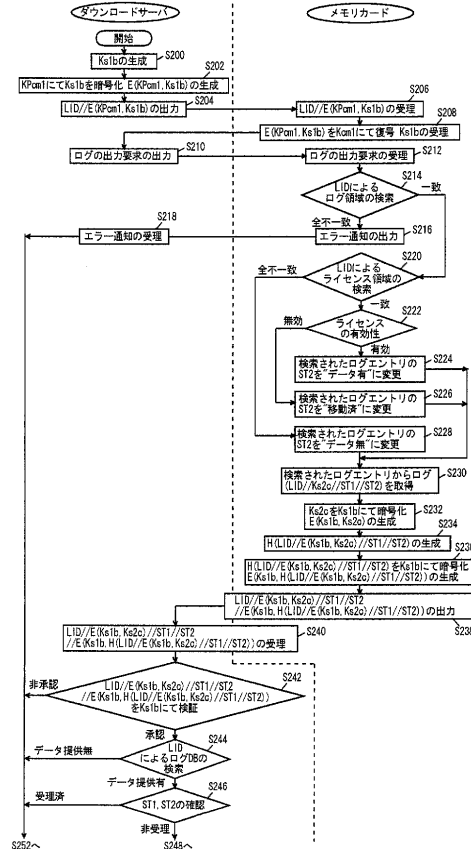 ダウンロードサーバ
メモリカード
開始
Ks1bの生成
S200
S202
KPcm1にてKs1bを暗号化 E(KPcm1,Ks1b)の生成
LID//E(KPcm1,Ks1b)の出力
S204
S206
LID//E(KPcm1,Ks1b)の受理
S208
E(KPcm1,Ks1b)をKcm1にて復号 Ks1bの受理
ログの出力要求の出力
S210
S212
ログの出力要求の受理
S214
LIDによる
ログ領域の検索
一致
全不一致
S218
エラー通知の受理
S216
エラー通知の出力
S220
全不一致
LIDによる
ライセンス領域の
検索
一致
S222
無効
ライセンス
の有効性
有効
S224
検索されたログエントリの
ST2を"データ有"に変更
S226
検索されたログエントリの
ST2を"移動済"に変更
検索されたログエントリの
ST2を"データ無"に変更
S228
S230
検索されたログエントリからログ
(LID//Ks2c//ST1//ST2)を取得
S232
Ks2cをKs1bにて暗号化
E(Ks1b,Ks2c)の生成
S234
H(LID//E(Ks1b,Ks2c)//ST1//ST2)の生成
H(LID//E(Ks1b,Ks2c)//ST1//ST2)をKs1bにて暗号化
E(Ks1b,H(LID//E(Ks1b,Ks2c)//ST1//ST2))の生成
LID//E(Ks1b,Ks2c)//ST1//ST2
//E(Ks1b,H(LID//E(Ks1b,Ks2c)//ST1//ST2))の出力
S240
LID//E(Ks1b,Ks2c)//ST1//ST2
//E(Ks1b,H(LID//E(Ks1b,Ks2c)//ST1//ST2))の受理
S242
非承認
LID//E(Ks1b,Ks2c)//ST1//ST2
//E(Ks1b,H(LID//E(Ks1b,Ks2c)//ST1//ST2))
をKs1bにて検証
承認
S244
データ提供無
LID
によるログDBの
検索
データ提供有
S246
受理済
ST1,ST2の確認
非受理
S252へ
S248へ